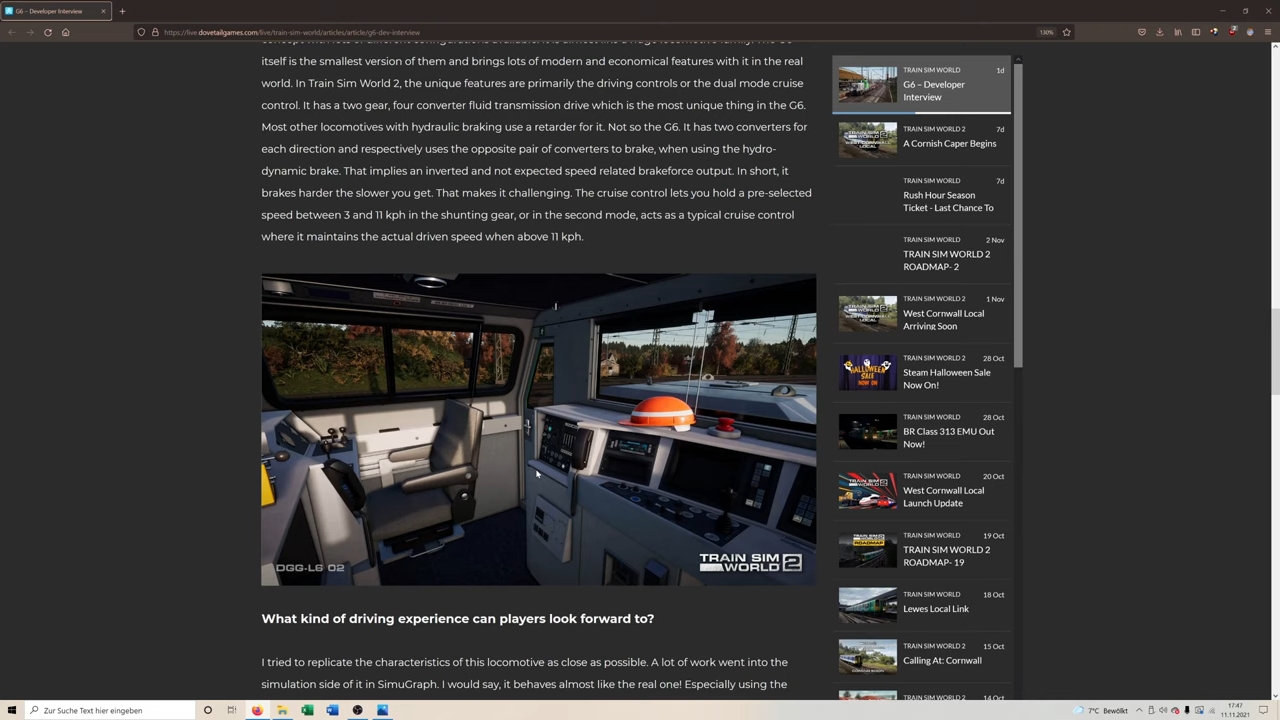 G6 – Developer Interview
https://live.dovetailgames.com/live/train-sim-world/articles/article/g6-dev-interview
130%
itself is the smallest version of them and brings lots of modern and economical features with it in the real
world. In Train Sim World 2, the unique features are primarily the driving controls or the dual mode cruise
control. It has a two gear, four converter fluid transmission drive which is the most unique thing in the G6.
Most other locomotives with hydraulic braking use a retarder for it. Not so the G6. It has two converters for
each direction and respectively uses the opposite pair of converters to brake, when using the hydro-
dynamic brake. That implies an inverted and not expected speed related brakeforce output. In short, it
brakes harder the slower you get. That makes it challenging. The cruise control lets you hold a pre-selected
speed between 3 and 11 kph in the shunting gear, or in the second mode, acts as a typical cruise control
where it maintains the actual driven speed when above 11 kph.
DGG-L6 02
TRAIN SIM
WORLD 2
What kind of driving experience can players look forward to?
I tried to replicate the characteristics of this locomotive as close as possible. A lot of work went into the
simulation side of it in SimuGraph. I would say, it behaves almost like the real one! Especially using the
TRAIN SIM WORLD 1d
G6 – Developer
Interview
TRAIN SIM WORLD 2 7d
A Cornish Caper Begins
TRAIN SIM WORLD 7d
Rush Hour Season
Ticket - Last Chance To
TRAIN SIM WORLD 2 Nov
TRAIN SIM WORLD 2
ROADMAP- 2
TRAIN SIM WORLD 2 1 Nov
West Cornwall Local
Arriving Soon
TRAIN SIM WORLD 2 28 Oct
Steam Halloween Sale
Now On!
HALLOWEEN
SALE
NOW ON
TRAIN SIM WORLD 28 Oct
BR Class 313 EMU Out
Now!
TRAIN SIM WORLD 20 Oct
West Cornwall Local
Launch Update
TRAIN SIM WORLD 19 Oct
TRAIN SIM WORLD 2
ROADMAP- 19
ROADMAP
TRAIN SIM WORLD 18 Oct
Lewes Local Link
TRAIN SIM WORLD 2 15 Oct
Calling At: Cornwall
TRAIN SIM WORLD 2 14 Oct
Zur Suche Text hier eingeben
7°C Bewölkt
17:47
11.11.2021